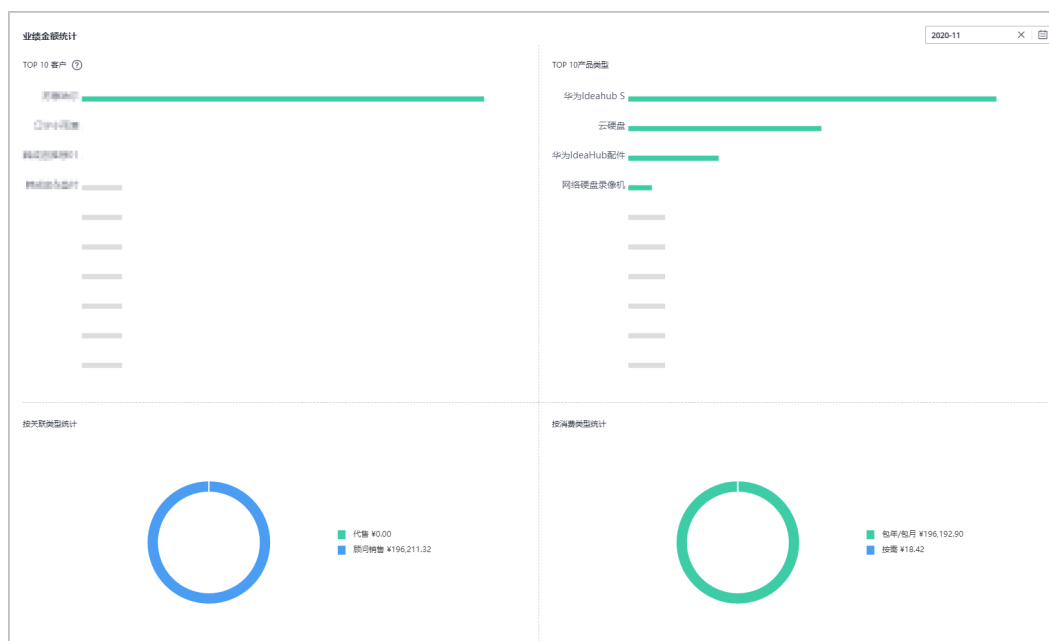 业绩金额统计
2020-11
TOP 10 客户
TOP 10产品类型
华为Ideahub S
云硬盘
华为IdeaHub配件
网络硬盘录像机
按关联类型统计
按消费类型统计
代售 ¥0.00
顾问销售 ¥196,211.32
包年/包月 ¥196,192.90
按需 ¥18.42